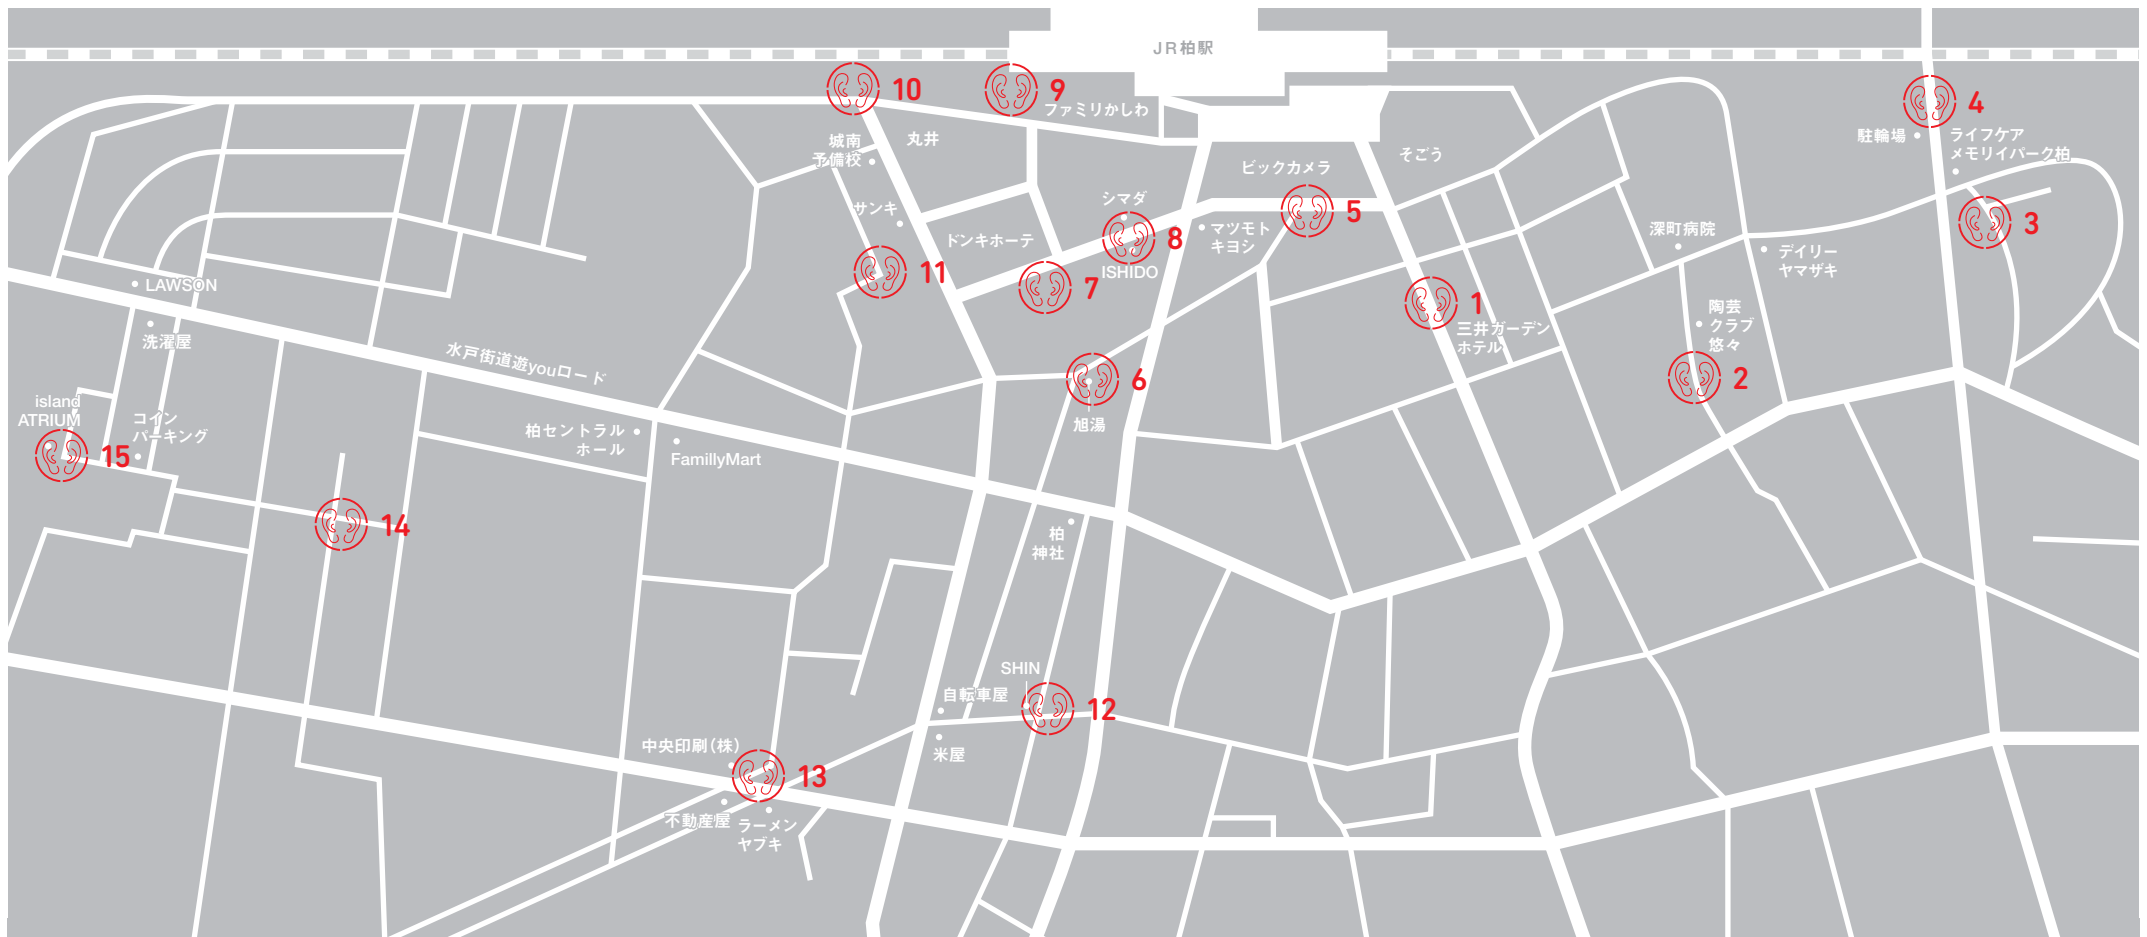 JR柏駅
10
9
ファミリかしわ
4
駐輪場
ライフケア
メモリイパーク柏
城南
予備校
丸井
ビックカメラ
そごう
サンキ
シマダ
5
3
マツモト
キヨシ
深町病院
デイリー
ヤマザキ
ドンキホーテ
8
ISHIDO
11
7
LAWSON
洗濯屋
1
三井ガーデン
ホテル
陶芸
クラブ
悠々
水戸街道遊youロード
6
旭湯
2
island
ATRIUM
コイン
パーキング
15
柏セントラル
ホール
FamillyMart
14
柏
神社
SHIN
自転車屋
12
米屋
中央印刷(株)
13
不動産屋
ラーメン
ヤブキ